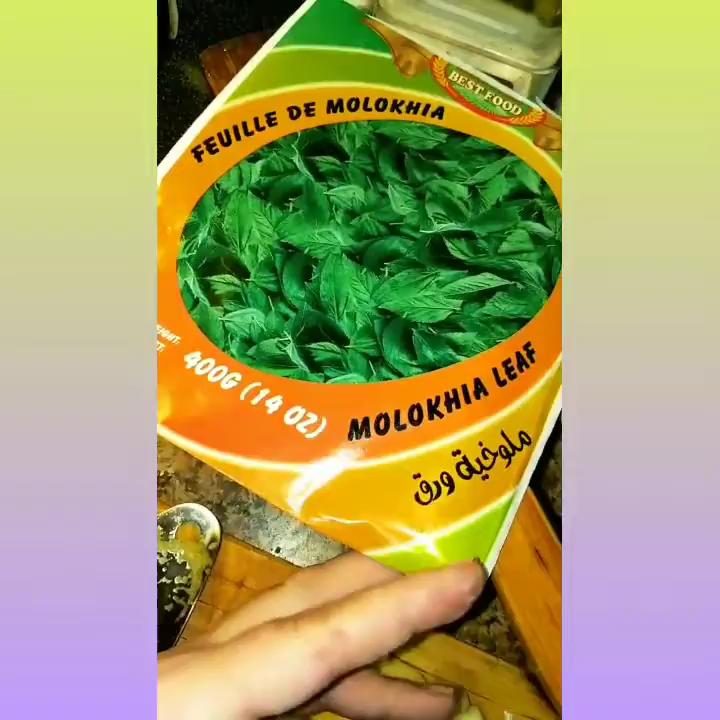 BEST FOOD
FEUILLE DE MOLOKHIA
400G (14 OZ)
MOLOKHIA LEAF
ملوخية ورق